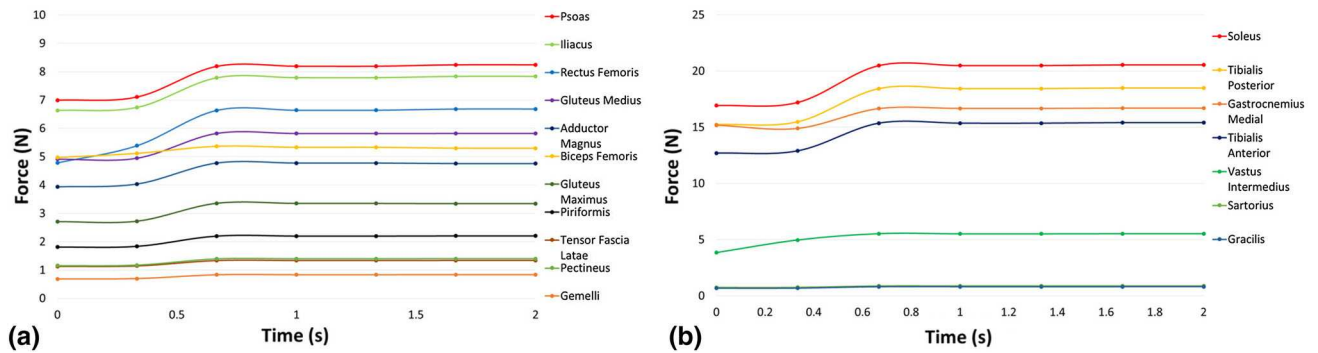 10
9
8
7
6
5
4
3
2
1
0
Force (N)
0
0.5
1
1.5
2
Time (s)
(a)
Psoas
Iliacus
Rectus Femoris
Gluteus Medius
Adductor
Magnus
Biceps Femoris
Gluteus
Maximus
Piriformis
Tensor Fascia
Latae
Pectineus
Gemelli
25
20
15
10
5
0
Force (N)
0
0.2
0.4
0.6
0.8
1
1.2
1.4
1.6
1.8
2
Time (s)
(b)
Soleus
Tibialis
Posterior
Gastrocnemius
Medial
Tibialis
Anterior
Vastus
Intermedius
Sartorius
Gracilis